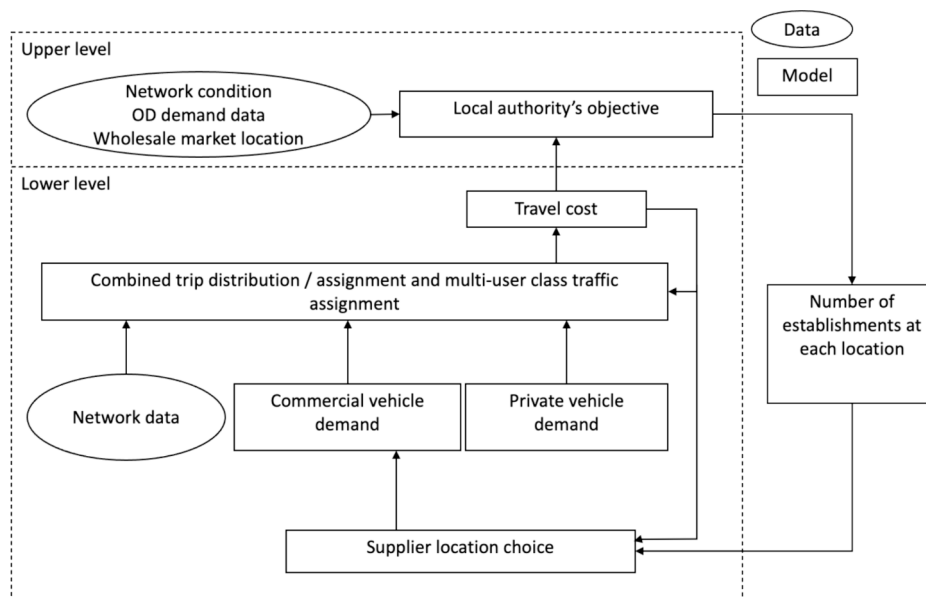 Upper level
Data
Model
Network condition
OD demand data
Wholesale market location
Local authority's objective
Lower level
Travel cost
Combined trip distribution / assignment and multi-user class traffic
assignment
Number of
establishments at
each location
Network data
Commercial vehicle
demand
Private vehicle
demand
Supplier location choice